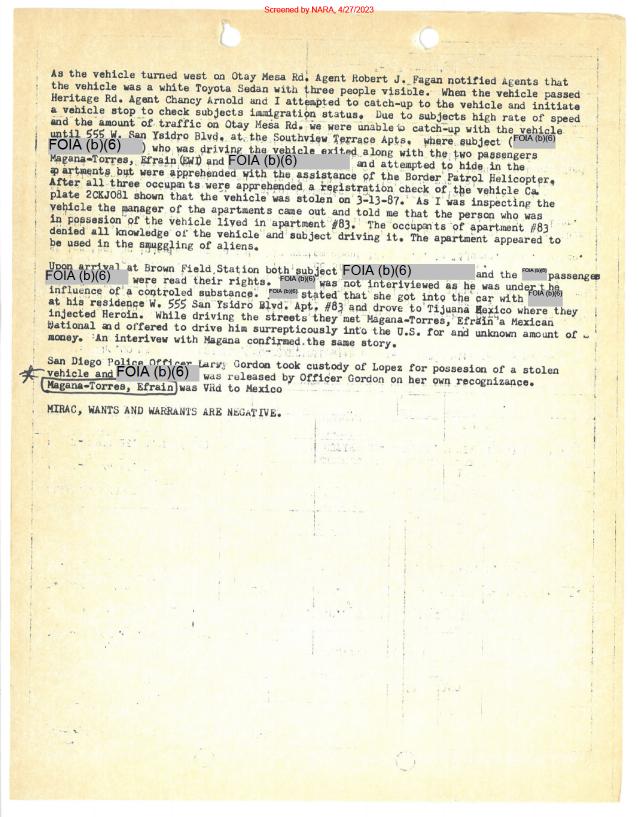 Screened by NARA, 4/27/2023
As the vehicle turned west on Otay Mesa Rd. Agent Robert J. Fagan notified Agents that
the vehicle was a white Toyota Sedan with three people visible. When the vehicle passed
Heritage Rd. Agent Chancy Arnold and I attempted to catch-up to the vehicle and initiate
a vehicle stop to check subjects immigration status. Due to subjects high rate of speed
and the amount of traffic on Otay Mesa Rd. we were unable to catch-up with the vehicle
until 555 W. San Ysidro Blvd. at the Southview Terrace Apts. where subject (FOIA (b)(6)
FOIA (b)(6) ) who was driving the vehicle exited along with the two passengers
Magana-Torres, Efrain(EWI) and FOIA (b)(6) and attempted to hide in the
apartments but were apprehended with the assistance of the Border Patrol Helicopter.
After all three occupants were apprehended a registration check of the vehicle Ca.
plate 2CKJO81 shown that the vehicle was stolen on 3-13-87. As I was inspecting the
vehicle the manager of the apartments came out and told me that the person who was
in possesion of the vehicle lived in apartment #83. The occupants of apartment #83
denied all knowledge of the vehicle and subject driving it. The apartment appeared to
be used in the smuggling of aliens.
Upon arrival at Brown Field Station both subject FOIA (b)(6) and the FOIA (b)(6) passenges
FOIA (b)(6) were read their rights. FOIA (b)(6) was not interiviewed as he was under the
influence of a controled substance. FOIA (b)(6) stated that she got into the car with FOIA (b)(6)
at his residence W. 555 San Ysidro Blvd. Apt. #83 and drove to Tijuana Mexico where they
injected Heroin. While driving the streets they met Magana-Torres, Efrain a Mexican
National and offered to drive him surrepticously into the U.S. for and unknown amount of
money. An interivew with Magana confirmed the same story.
San Diego Police Officer Larry Gordon took custody of Lopez for possesion of a stolen
vehicle and FOIA (b)(6) was released by Officer Gordon on her own recognizance.
Magana-Torres, Efrain was VRd to Mexico
MIRAC, WANTS AND WARRANTS ARE NEGATIVE.